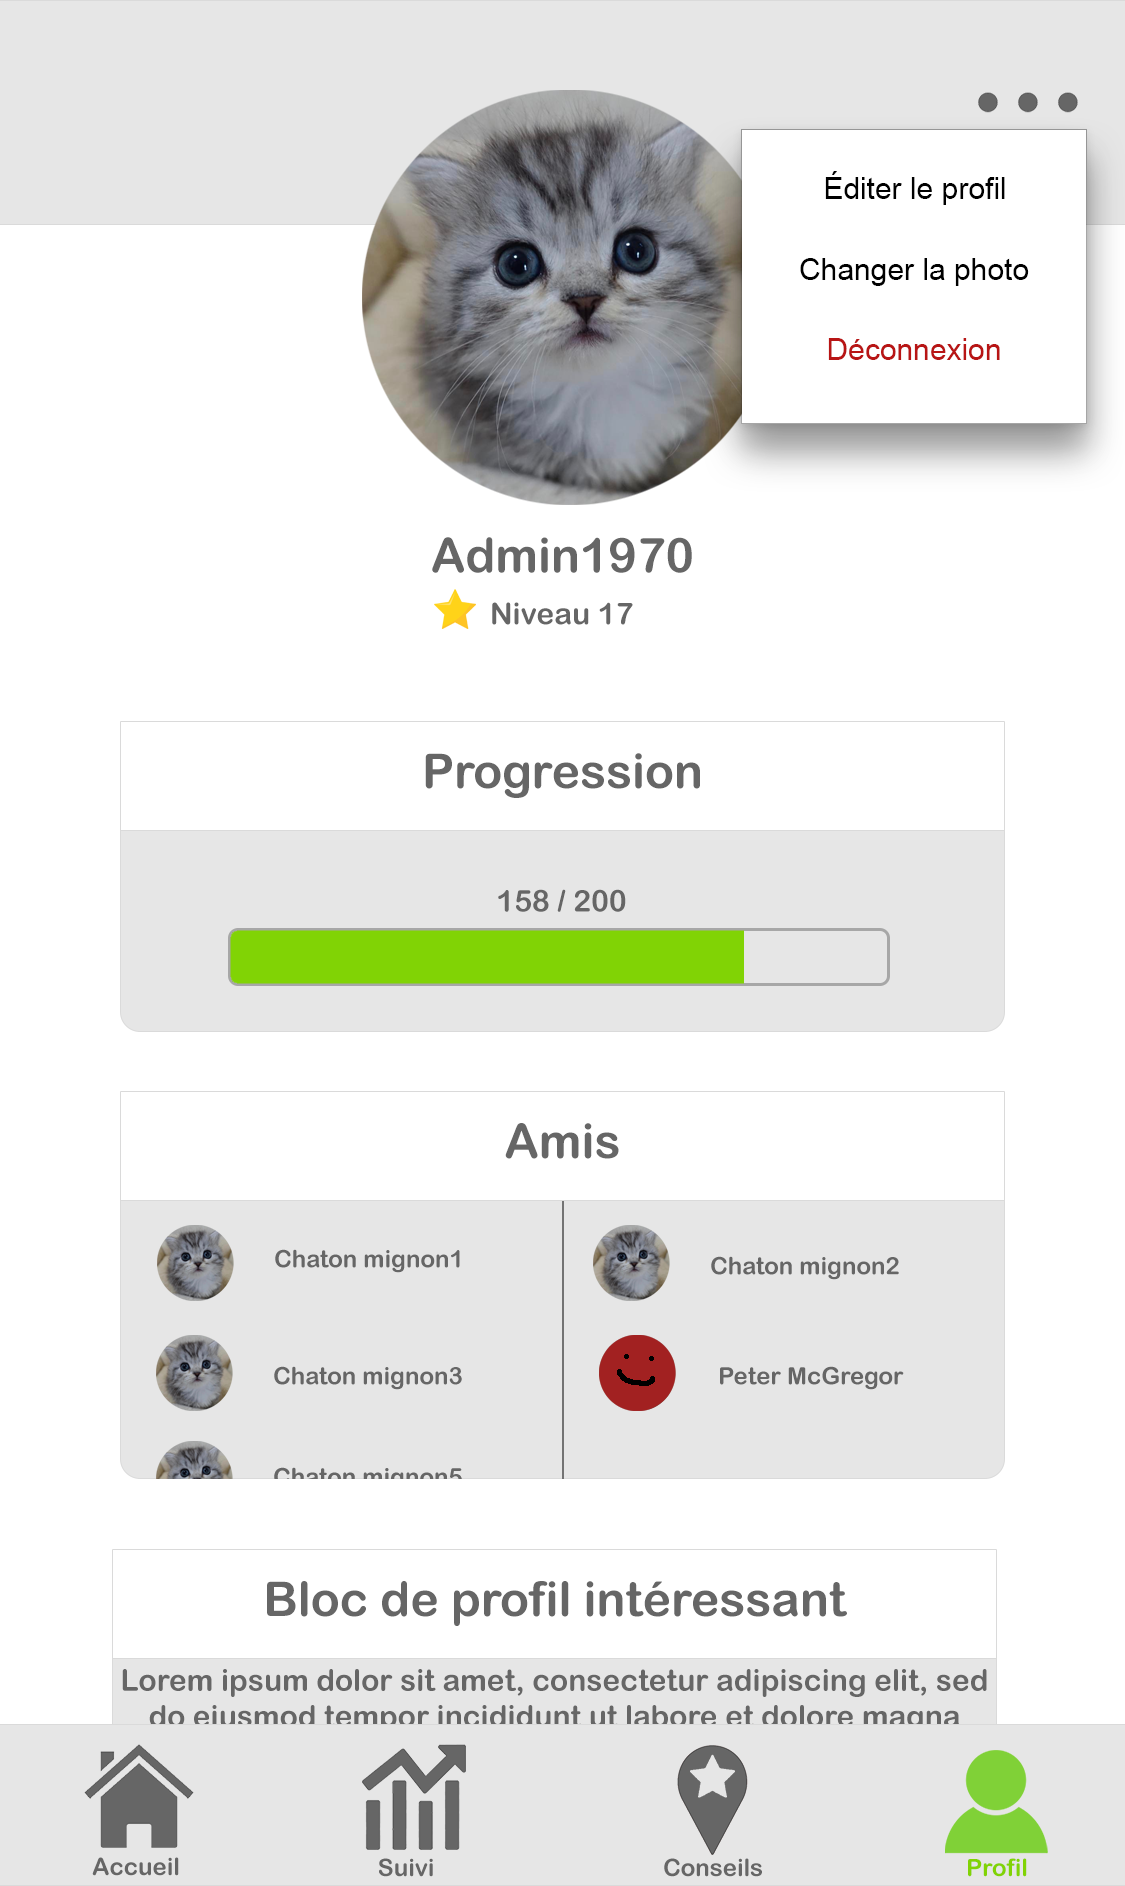 Éditer le profil
Changer la photo
Déconnexion
Admin1970
Niveau 17
Progression
158 / 200
Amis
Chaton mignon1
Chaton mignon2
Chaton mignon3
Peter McGregor
Chaton mignon5
Bloc de profil intéressant
Lorem ipsum dolor sit amet, consectetur adipiscing elit, sed
do eiusmod tempor incididunt ut labore et dolore magna
Accueil
Suivi
Conseils
Profil